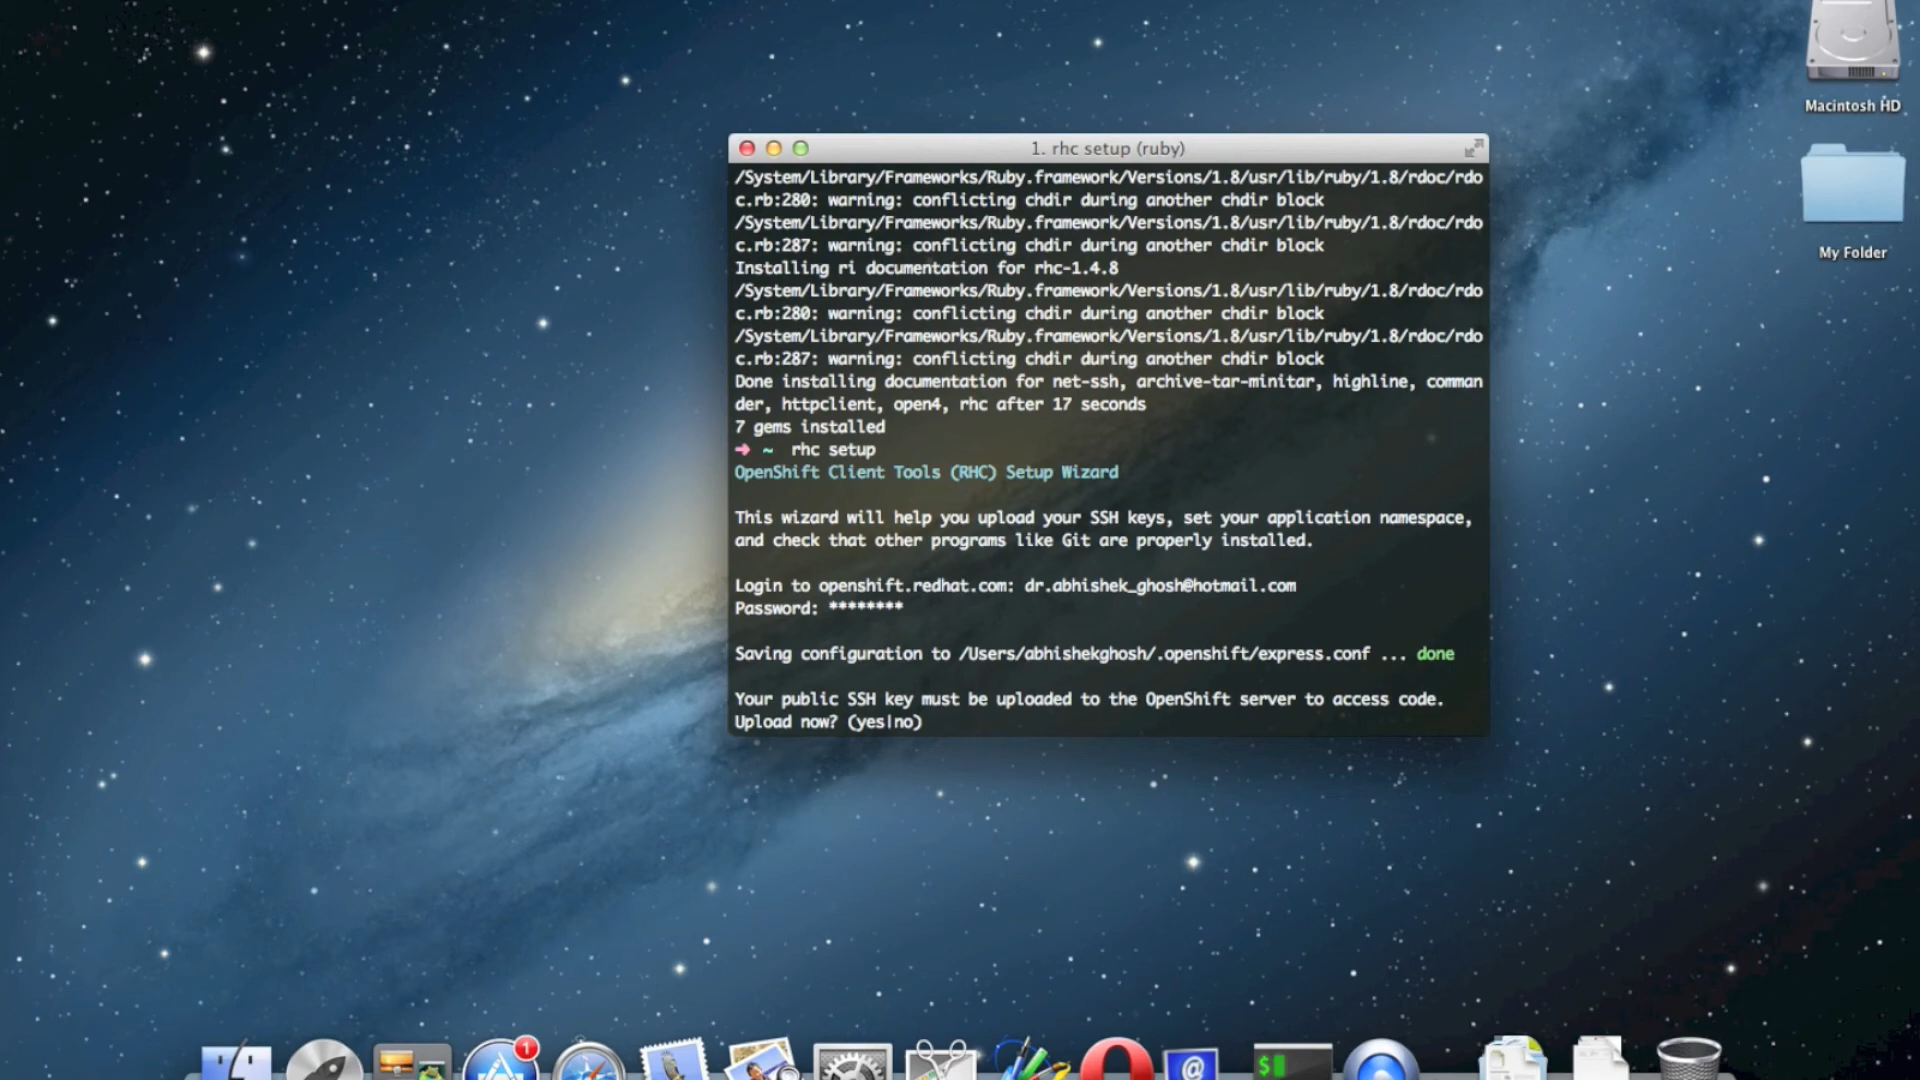 Macintosh HD
My Folder
1. rhc setup (ruby)
/System/Library/Frameworks/Ruby.framework/Versions/1.8/usr/lib/ruby/1.8/rdoc/rdo
c.rb:280: warning: conflicting chdir during another chdir block
/System/Library/Frameworks/Ruby.framework/Versions/1.8/usr/lib/ruby/1.8/rdoc/rdo
c.rb:287: warning: conflicting chdir during another chdir block
Installing ri documentation for rhc-1.4.8
/System/Library/Frameworks/Ruby.framework/Versions/1.8/usr/lib/ruby/1.8/rdoc/rdo
c.rb:280: warning: conflicting chdir during another chdir block
/System/Library/Frameworks/Ruby.framework/Versions/1.8/usr/lib/ruby/1.8/rdoc/rdo
c.rb:287: warning: conflicting chdir during another chdir block
Done installing documentation for net-ssh, archive-tar-minitar, highline, comman
der, httpclient, open4, rhc after 17 seconds
7 gems installed
➜ ~ rhc setup
OpenShift Client Tools (RHC) Setup Wizard
This wizard will help you upload your SSH keys, set your application namespace,
and check that other programs like Git are properly installed.
Login to openshift.redhat.com: dr.abhishek_ghosh@hotmail.com
Password: ********
Saving configuration to /Users/abhishekghosh/.openshift/express.conf ... done
Your public SSH key must be uploaded to the OpenShift server to access code.
Upload now? (yes|no)
1
@
$